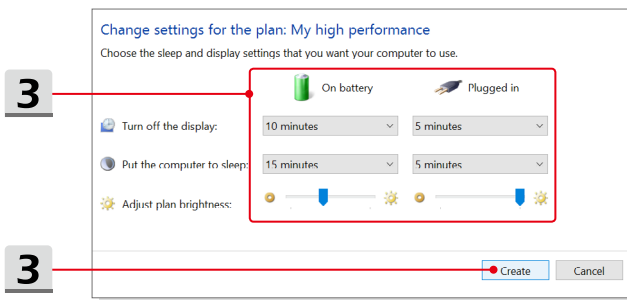 Change settings for the plan: My high performance
Choose the sleep and display settings that you want your computer to use.
3
On battery Plugged in
Turn off the display: 10 minutes 5 minutes
Put the computer to sleep: 15 minutes 5 minutes
Adjust plan brightness:
3
Create Cancel